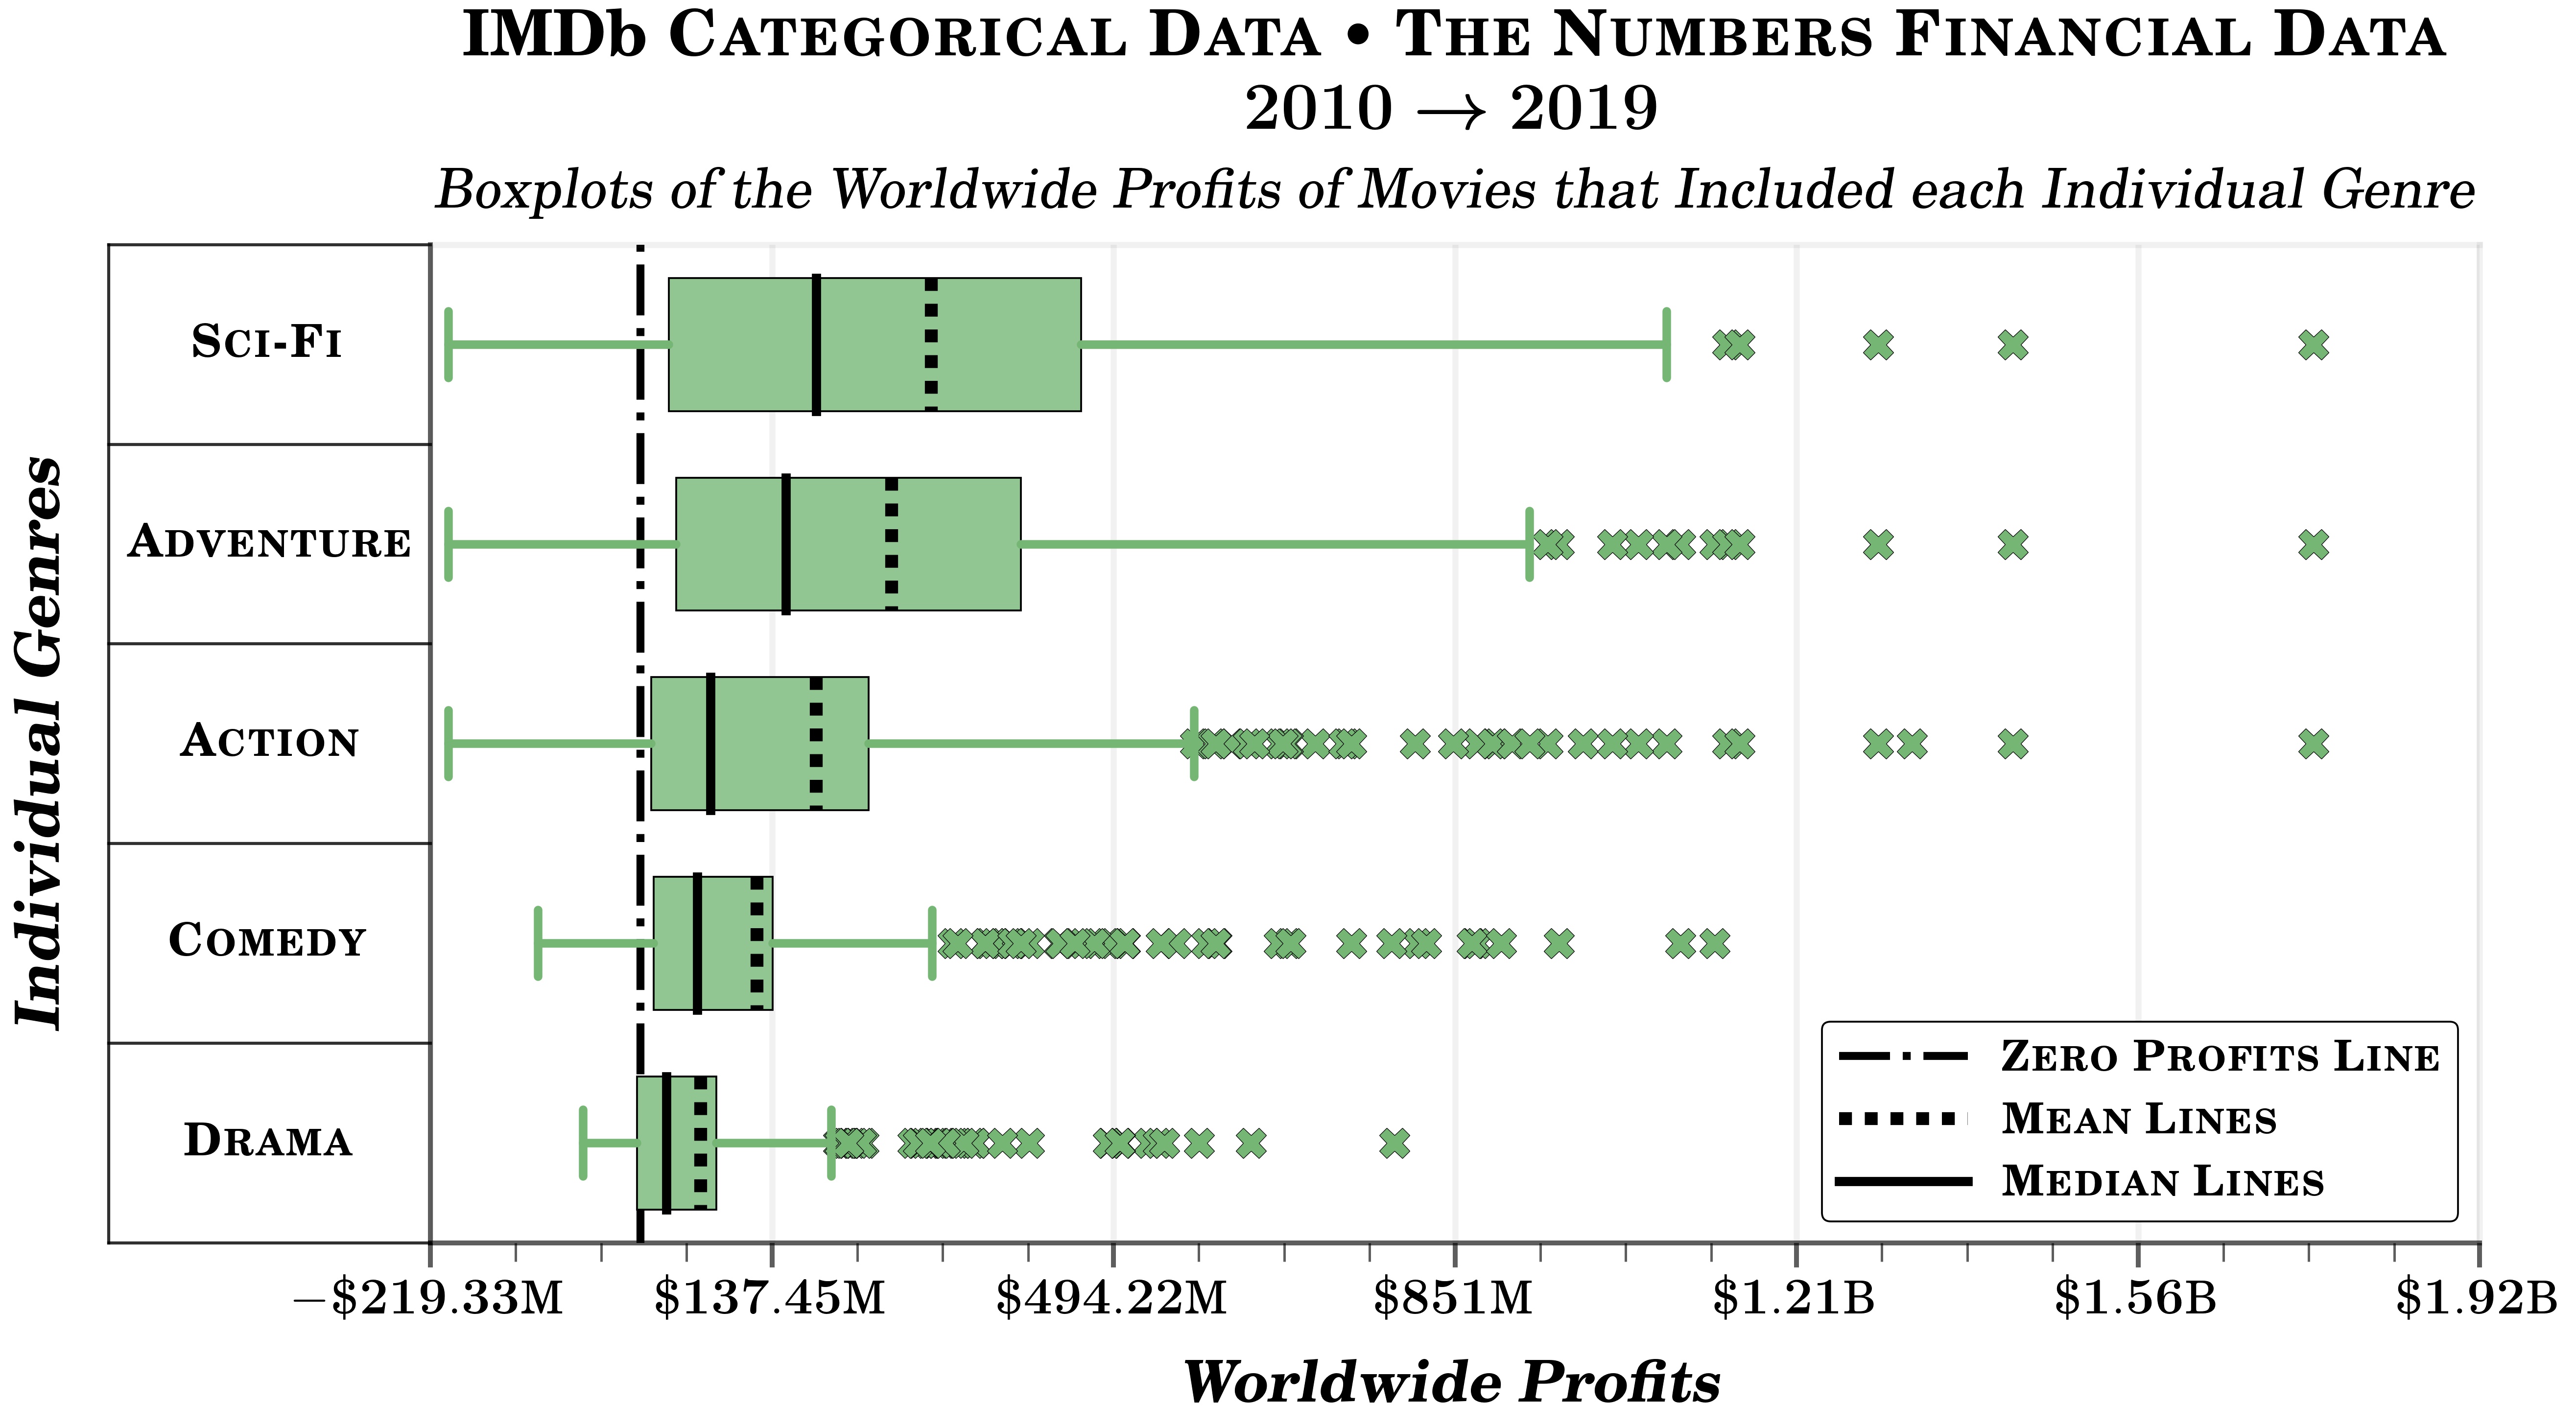 IMDb CATEGORICAL DATA • THE NUMBERS FINANCIAL DATA
2010 → 2019
Boxplots of the Worldwide Profits of Movies that Included each Individual Genre
Individual Genres
SCI-FI
ADVENTURE
ACTION
COMEDY
DRAMA
ZERO PROFITS LINE
MEAN LINES
MEDIAN LINES
−$219.33M $137.45M $494.22M $851M $1.21B $1.56B $1.92B
Worldwide Profits